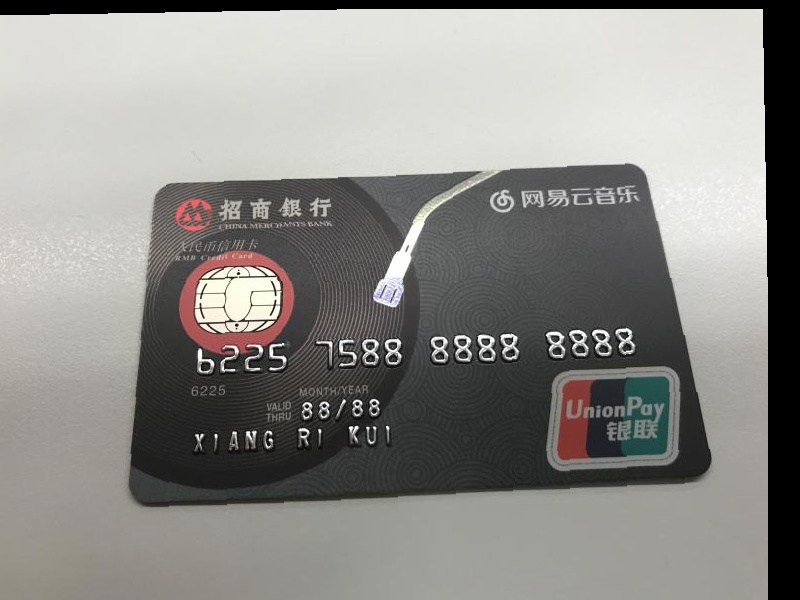 招商银行
CHINA MERCHANTS BANK
网易云音乐
人民币信用卡
RMB Credit Card
6225 7588 8888 8888
6225
MONTH/YEAR
VALID THRU 88/88
XIANG RI KUI
UnionPay
银联